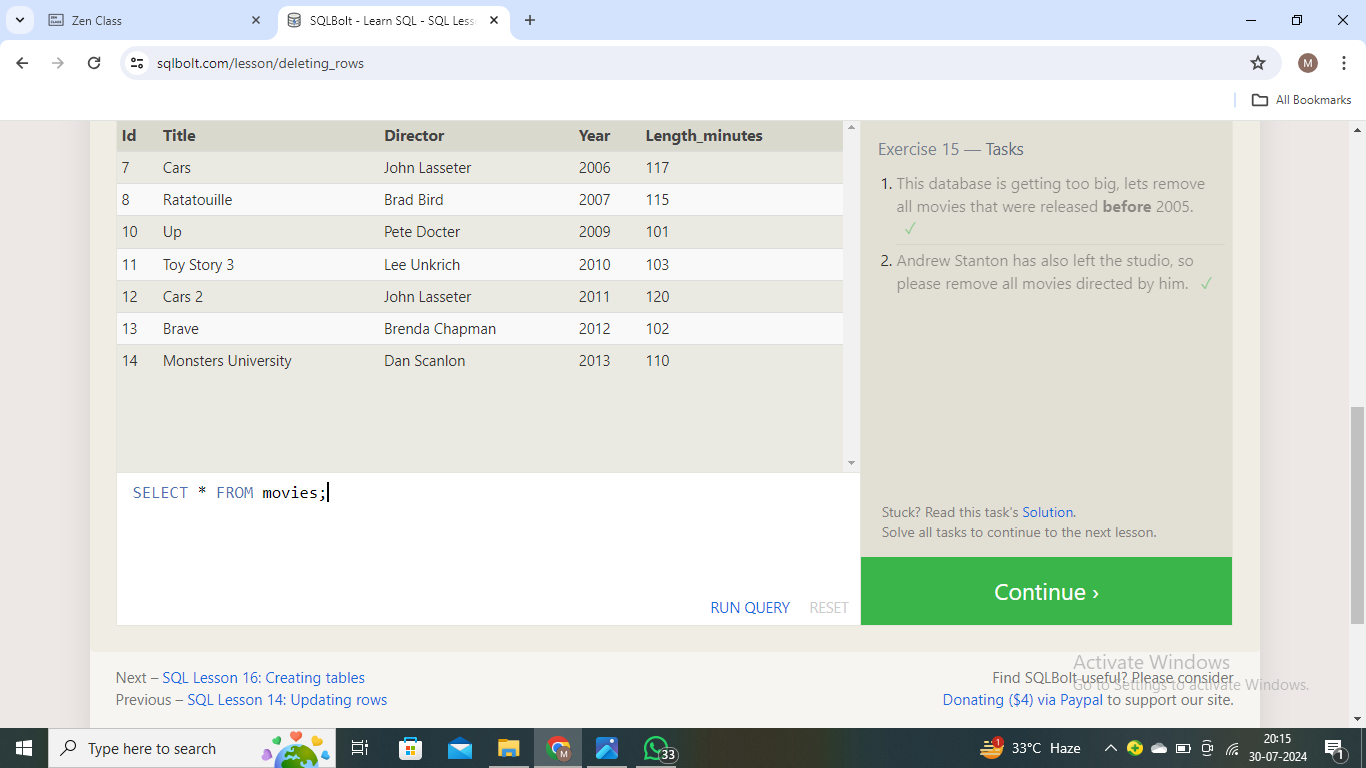 Zen Class
SQLBolt - Learn SQL - SQL Less
sqlbolt.com/lesson/deleting_rows
M
All Bookmarks
Id Title Director Year Length_minutes
7 Cars John Lasseter 2006 117
8 Ratatouille Brad Bird 2007 115
10 Up Pete Docter 2009 101
11 Toy Story 3 Lee Unkrich 2010 103
12 Cars 2 John Lasseter 2011 120
13 Brave Brenda Chapman 2012 102
14 Monsters University Dan Scanlon 2013 110
SELECT * FROM movies;
RUN QUERY RESET
Exercise 15 — Tasks
1. This database is getting too big, lets remove
all movies that were released before 2005.
✓
2. Andrew Stanton has also left the studio, so
please remove all movies directed by him. ✓
Stuck? Read this task's Solution.
Solve all tasks to continue to the next lesson.
Continue ›
Next – SQL Lesson 16: Creating tables
Previous – SQL Lesson 14: Updating rows
Find SQLBolt useful? Please consider
Donating ($4) via Paypal to support our site.
Activate Windows
Go to Settings to activate Windows.
Type here to search
33
1
33°C Haze
20:15
30-07-2024
1